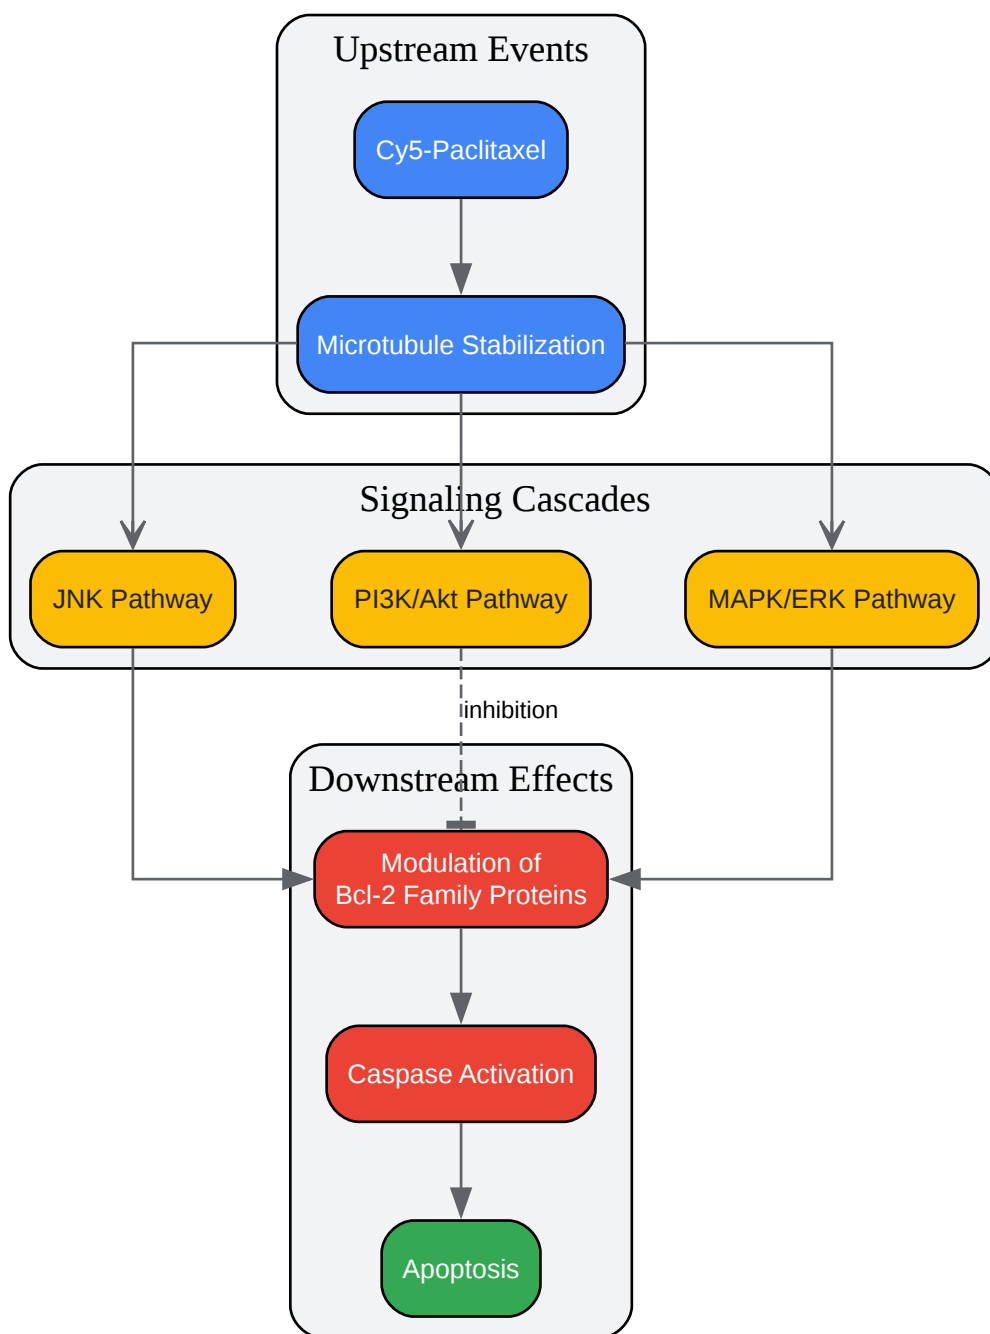 Upstream Events
Cy5-Paclitaxel
Microtubule Stabilization
Signaling Cascades
JNK Pathway
PI3K/Akt Pathway
MAPK/ERK Pathway
inhibition
Downstream Effects
Modulation of
Bcl-2 Family Proteins
Caspase Activation
Apoptosis